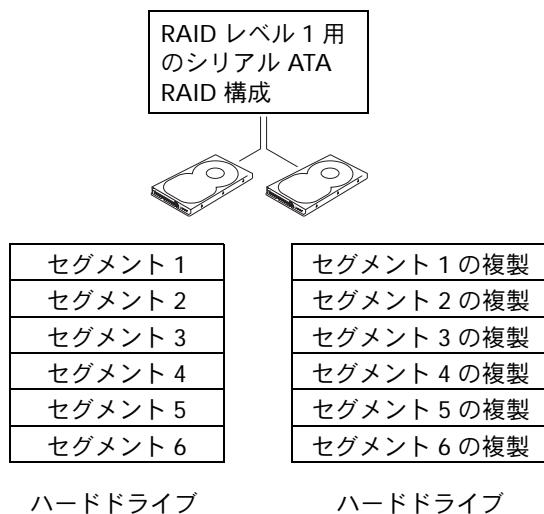 RAID レベル 1 用
のシリアル ATA
RAID 構成
セグメント 1
セグメント 2
セグメント 3
セグメント 4
セグメント 5
セグメント 6
ハードドライブ
セグメント 1 の複製
セグメント 2 の複製
セグメント 3 の複製
セグメント 4 の複製
セグメント 5 の複製
セグメント 6 の複製
ハードドライブ